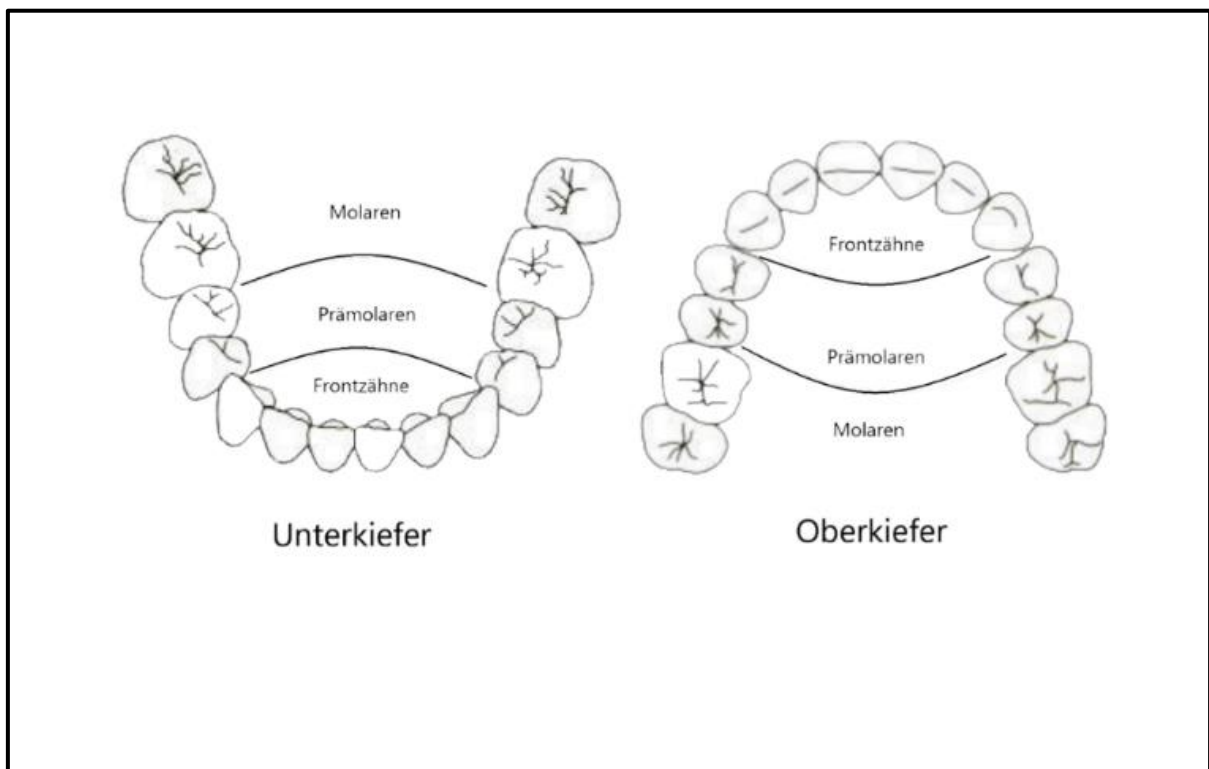 Molaren
Prämolaren
Frontzähne
Unterkiefer
Frontzähne
Prämolaren
Molaren
Oberkiefer